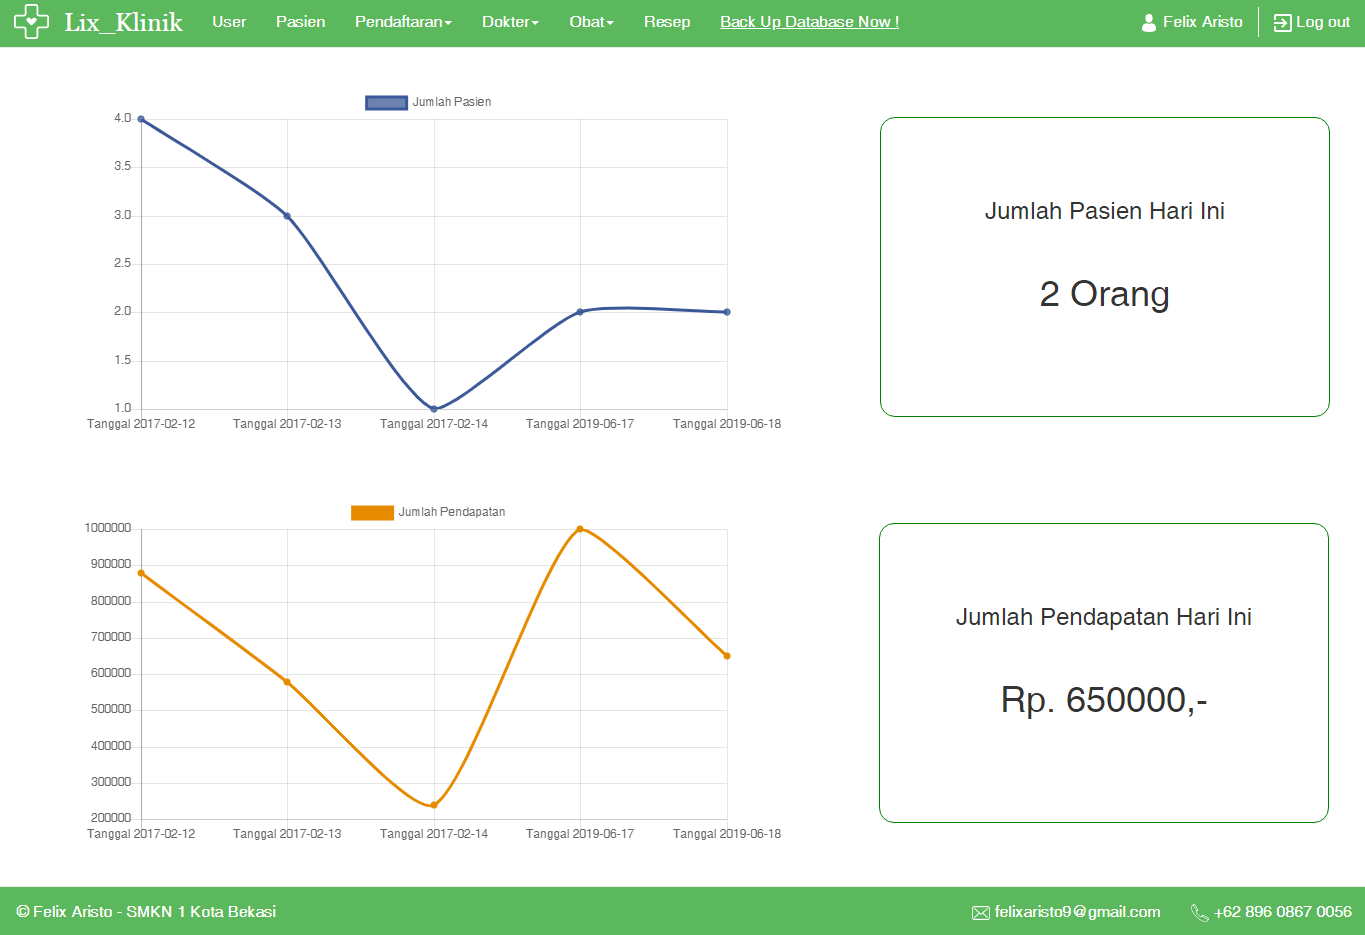 Lix_Klinik User Pasien Pendaftaran Dokter Obat Resep Back Up Database Now ! Felix Aristo Log out
Jumlah Pasien
4.0
3.5
3.0
2.5
2.0
1.5
1.0
Tanggal 2017-02-12 Tanggal 2017-02-13 Tanggal 2017-02-14 Tanggal 2019-06-17 Tanggal 2019-06-18
Jumlah Pasien Hari Ini
2 Orang
Jumlah Pendapatan
1000000
900000
800000
700000
600000
500000
400000
300000
200000
Tanggal 2017-02-12 Tanggal 2017-02-13 Tanggal 2017-02-14 Tanggal 2019-06-17 Tanggal 2019-06-18
Jumlah Pendapatan Hari Ini
Rp. 650000,-
© Felix Aristo - SMKN 1 Kota Bekasi felixaristo9@gmail.com +62 896 0867 0056